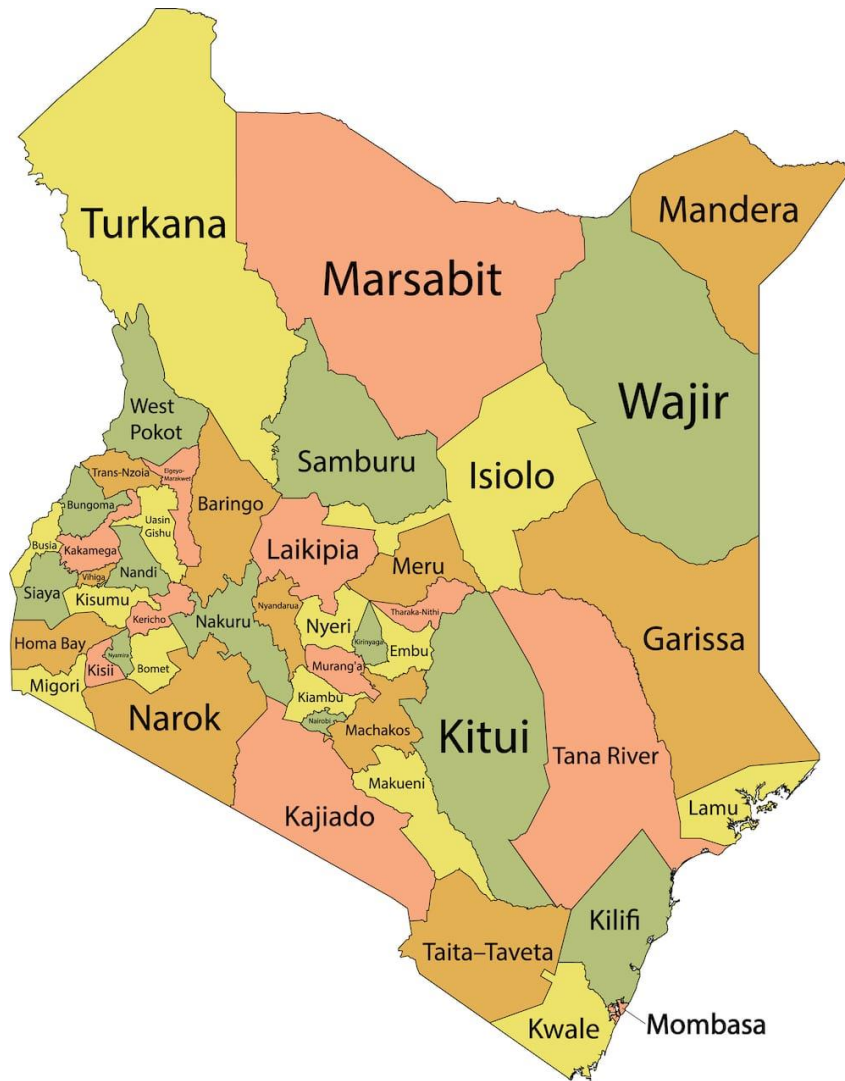 Turkana
Mandera
Marsabit
Wajir
West
Pokot
Samburu
Isiolo
Trans-Nzoia
Elgeyo-
Marakwet
Baringo
Bungoma
Uasin
Gishu
Busia
Kakamega
Laikipia
Meru
Vihiga
Nandi
Siaya
Kisumu
Kericho
Nakuru
Nyandarua
Nyeri
Tharaka-Nithi
Kirinyaga
Embu
Garissa
Homa Bay
Kisii
Nyamira
Bomet
Murang'a
Migori
Narok
Kiambu
Nairobi
Machakos
Kitui
Tana River
Makueni
Kajiado
Lamu
Kilifi
Taita–Taveta
Kwale
Mombasa